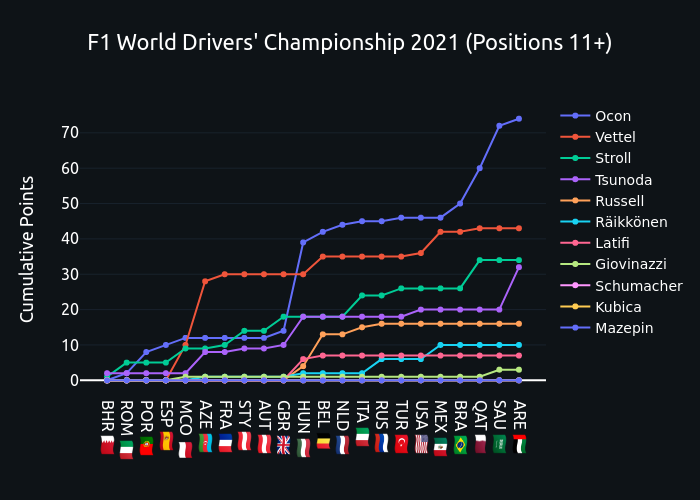 F1 World Drivers' Championship 2021 (Positions 11+)
Cumulative Points
70
60
50
40
30
20
10
0
BHR
ROM
POR
ESP
MCO
AZE
FRA
STY
AUT
GBR
HUN
BEL
NLD
ITA
RUS
TUR
USA
MEX
BRA
QAT
SAU
ARE
Ocon
Vettel
Stroll
Tsunoda
Russell
Räikkönen
Latifi
Giovinazzi
Schumacher
Kubica
Mazepin